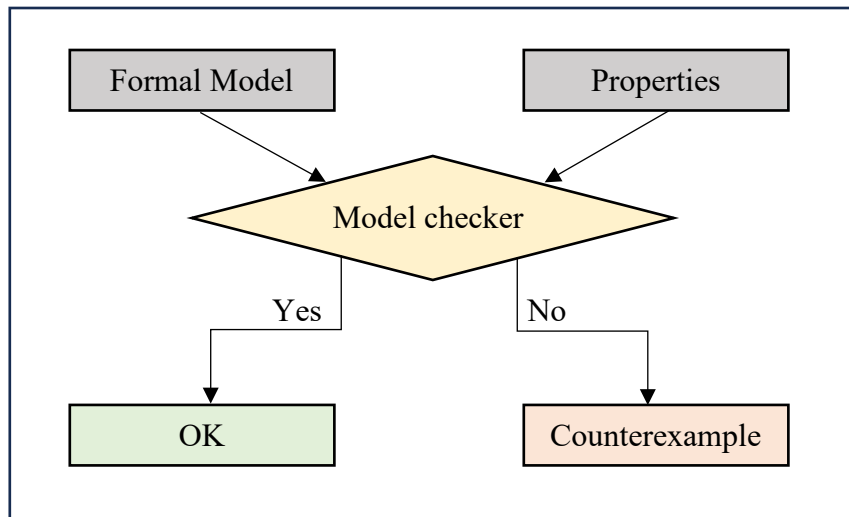 Formal Model
Properties
Model checker
Yes
No
OK
Counterexample